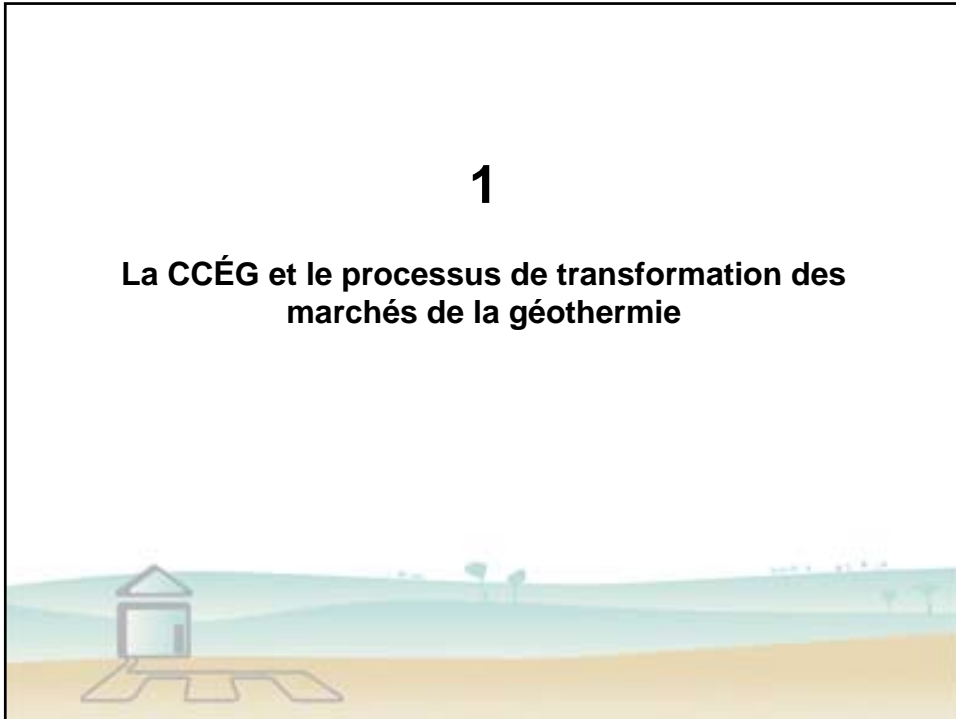 1
La CCÉG et le processus de transformation des
marchés de la géothermie